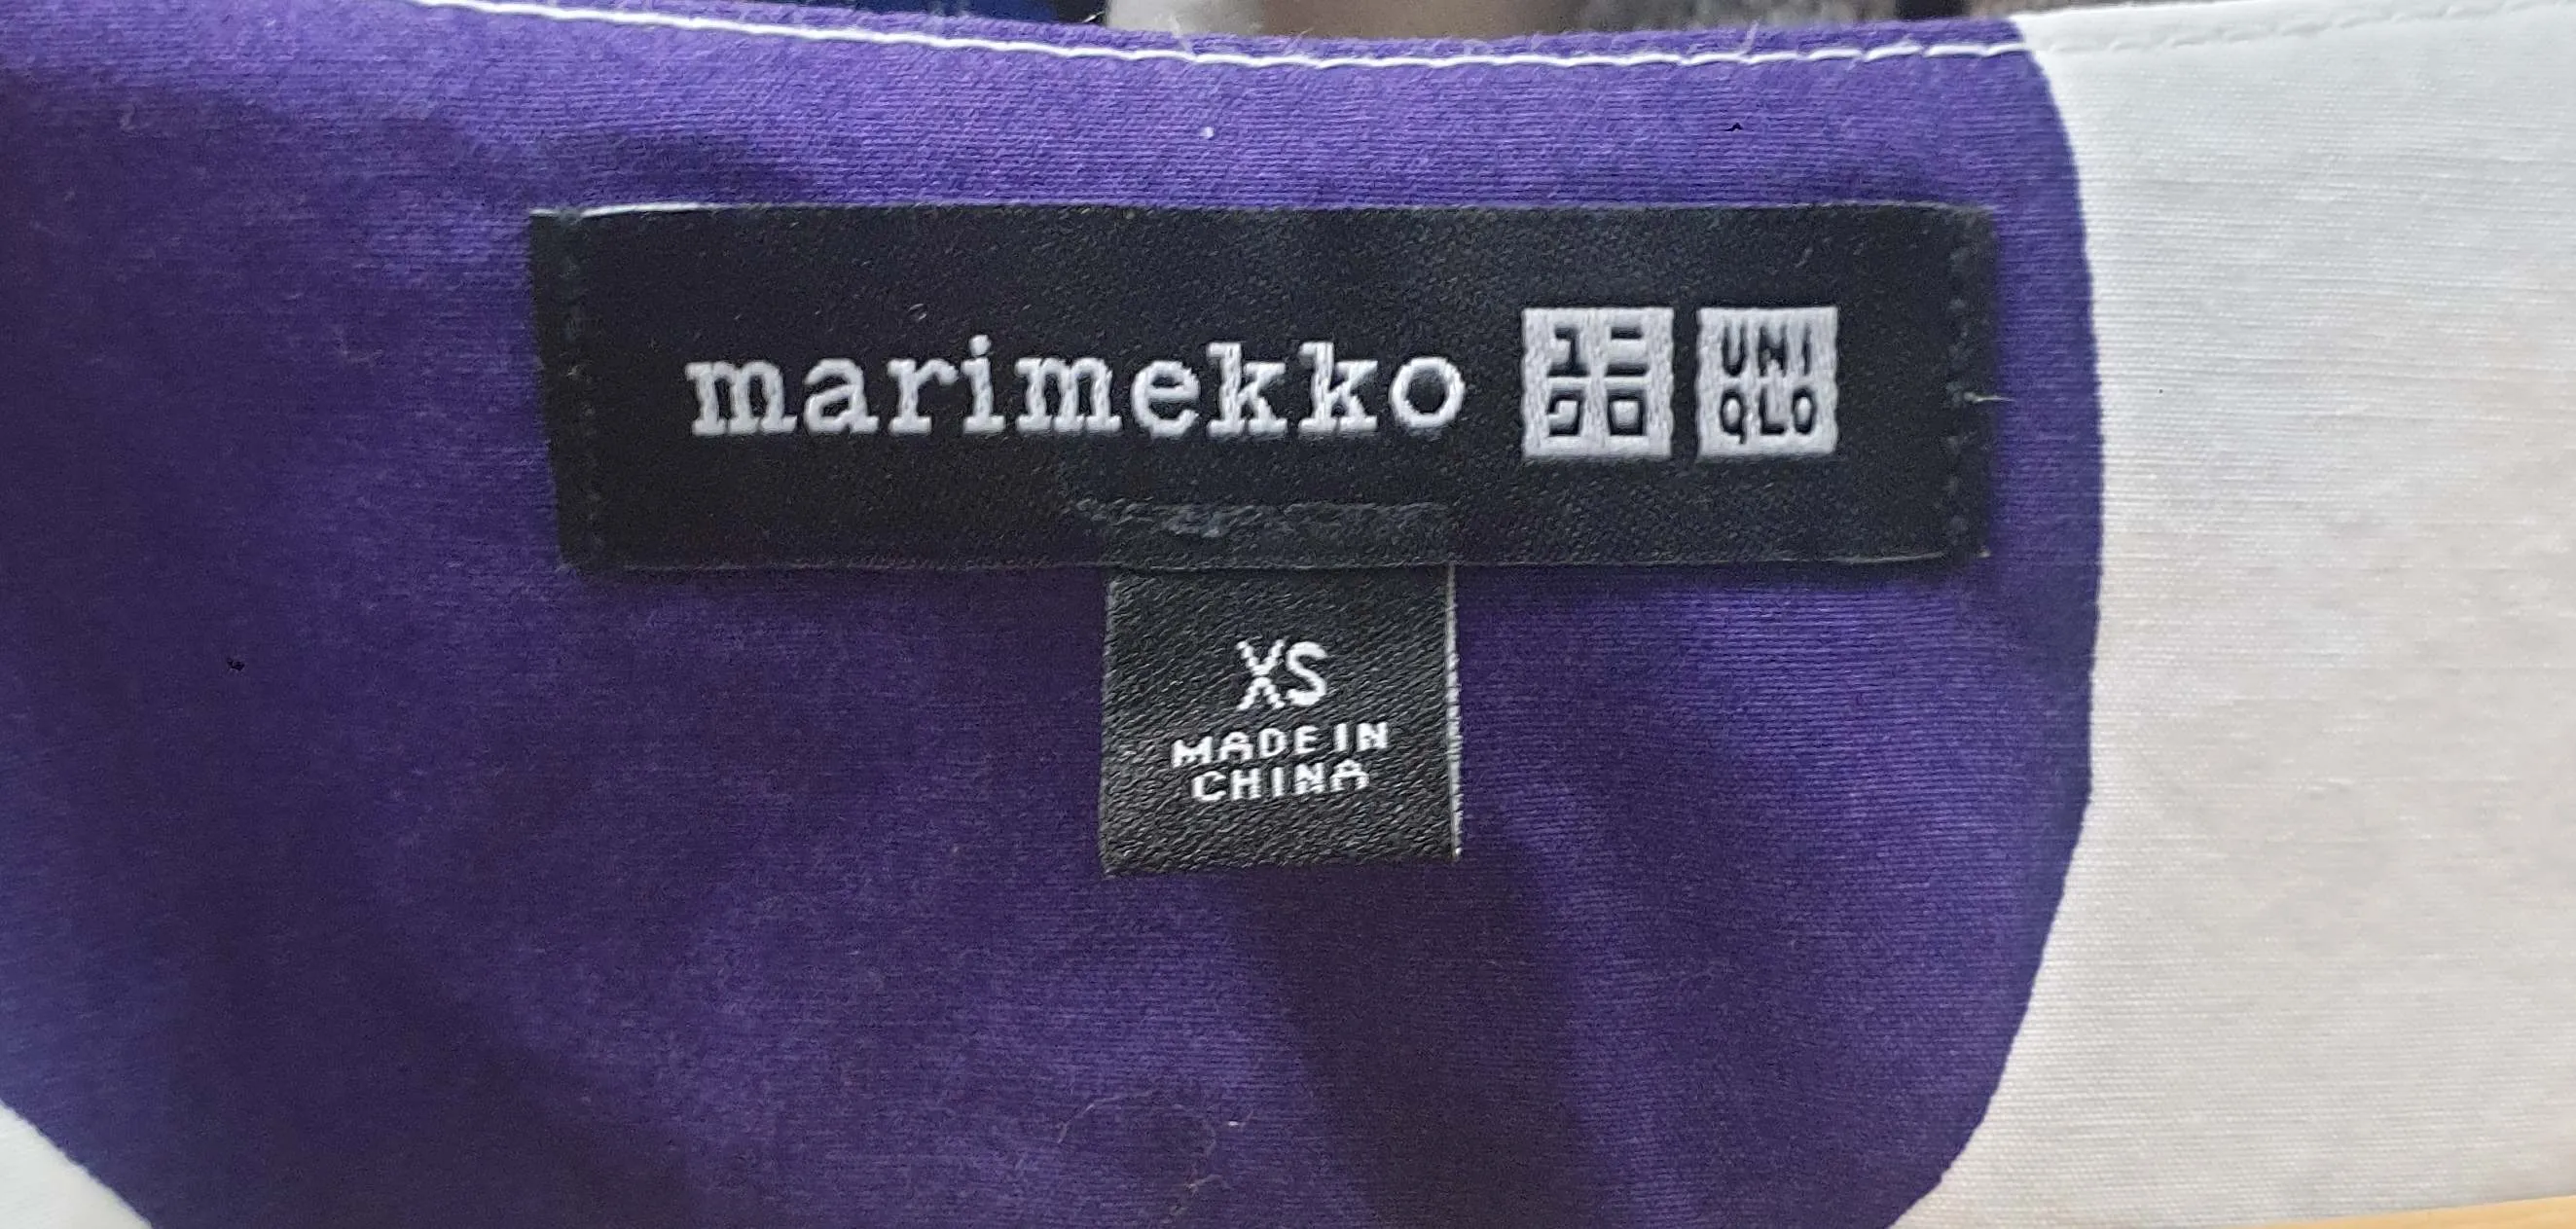 marimekko
ユニ
クロ
UNI
QLO
XS
MADE IN
CHINA